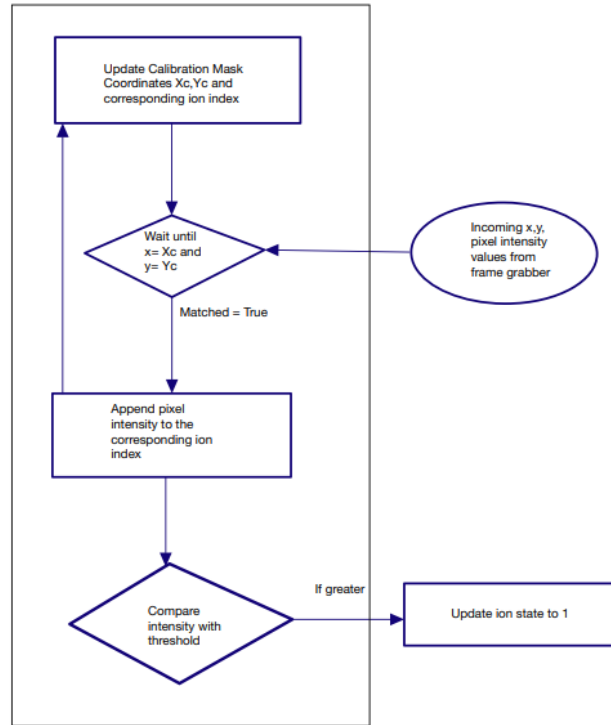 Update Calibration Mask
Coordinates Xc,Yc and
corresponding ion index
Wait until
x= Xc and
y= Yc
Incoming x,y,
pixel intensity
values from
frame grabber
Matched = True
Append pixel
intensity to the
corresponding ion
index
Compare
intensity with
threshold
If greater
Update ion state to 1